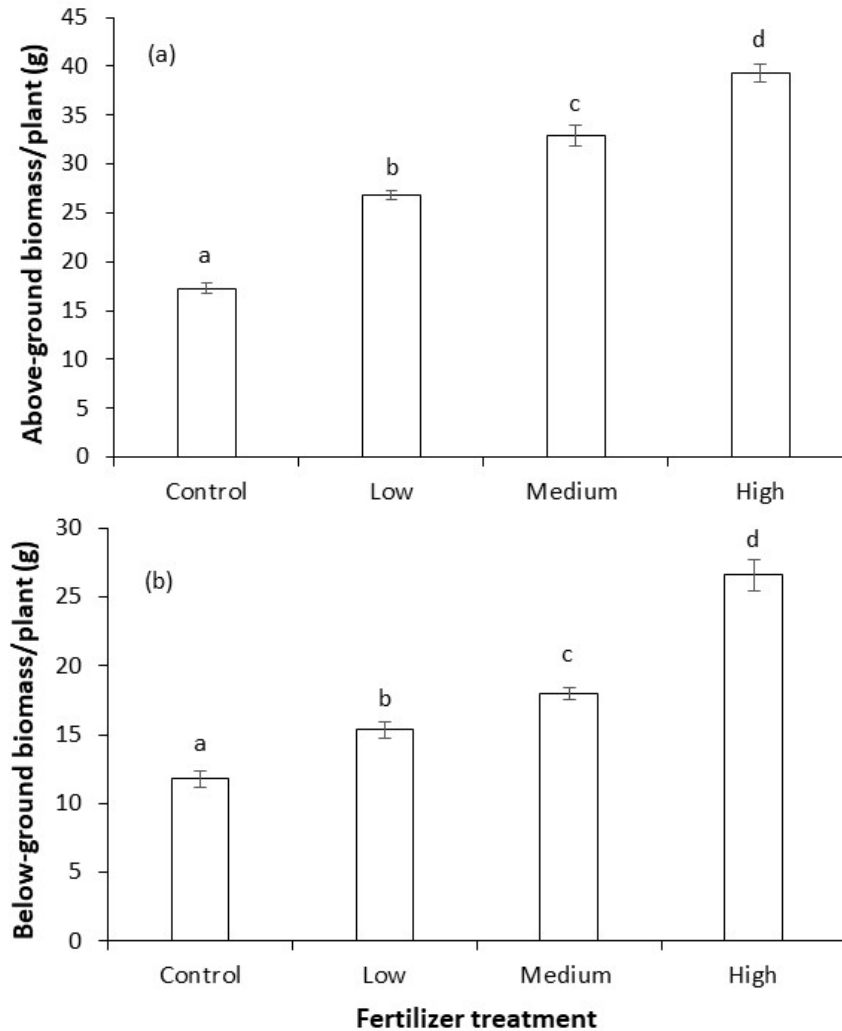 Above-ground biomass/plant (g)
45
40
35
30
25
20
15
10
5
0
(a)
a
b
c
d
Control Low Medium High
Below-ground biomass/plant (g)
30
25
20
15
10
5
0
(b)
a
b
c
d
Control Low Medium High
Fertilizer treatment